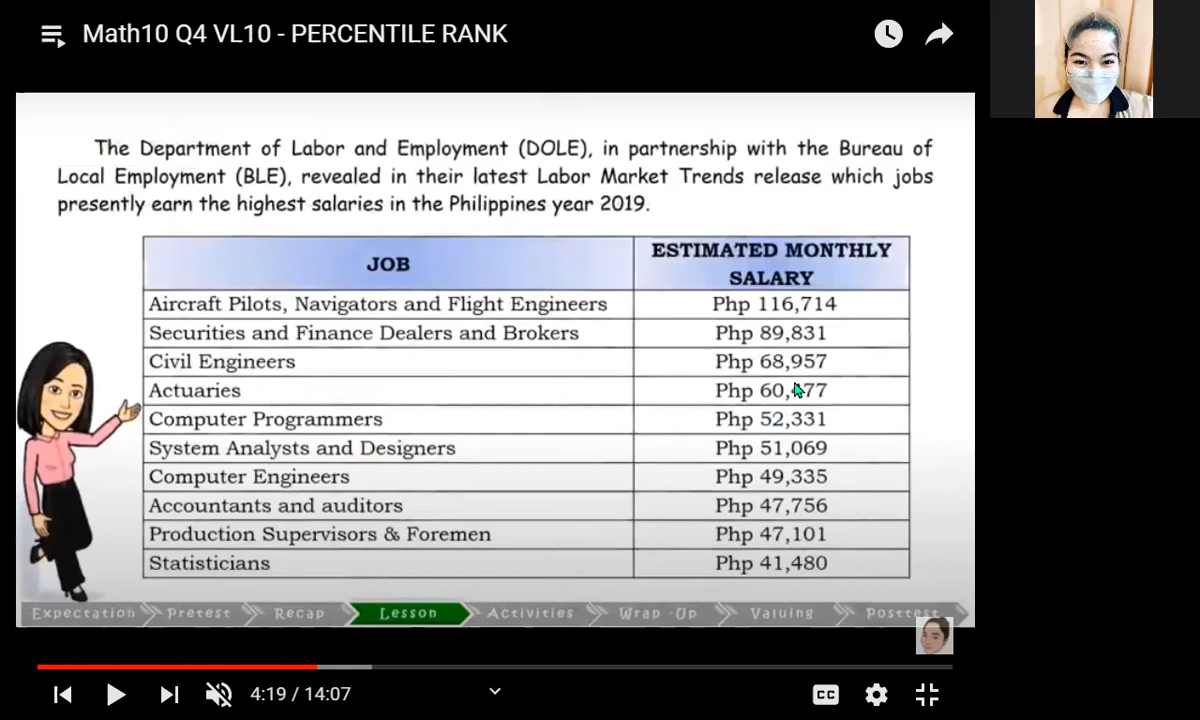 Math10 Q4 VL10 - PERCENTILE RANK
The Department of Labor and Employment (DOLE), in partnership with the Bureau of
Local Employment (BLE), revealed in their latest Labor Market Trends release which jobs
presently earn the highest salaries in the Philippines year 2019.
JOB ESTIMATED MONTHLY
SALARY
Aircraft Pilots, Navigators and Flight Engineers Php 116,714
Securities and Finance Dealers and Brokers Php 89,831
Civil Engineers Php 68,957
Actuaries Php
Computer Programmers Php 52,331
System Analysts and Designers Php 51,069
Computer Engineers Php 49,335
Accountants and auditors Php 47,756
Production Supervisors & Foremen Php 47,101
Statisticians Php 41,480
Expectation Pretest Recap Lesson Activities Wrap-Up Valuing Posttest
4:19 / 14:07 CC